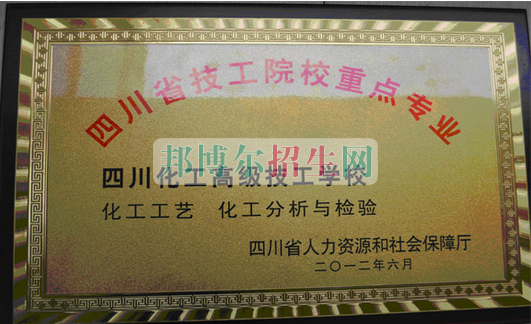 四川省技工院校重点专业
邦博尔招生网
四川化工高级技工学校
化工工艺 化工分析与检验
四川省人力资源和社会保障厅
二〇一二年六月